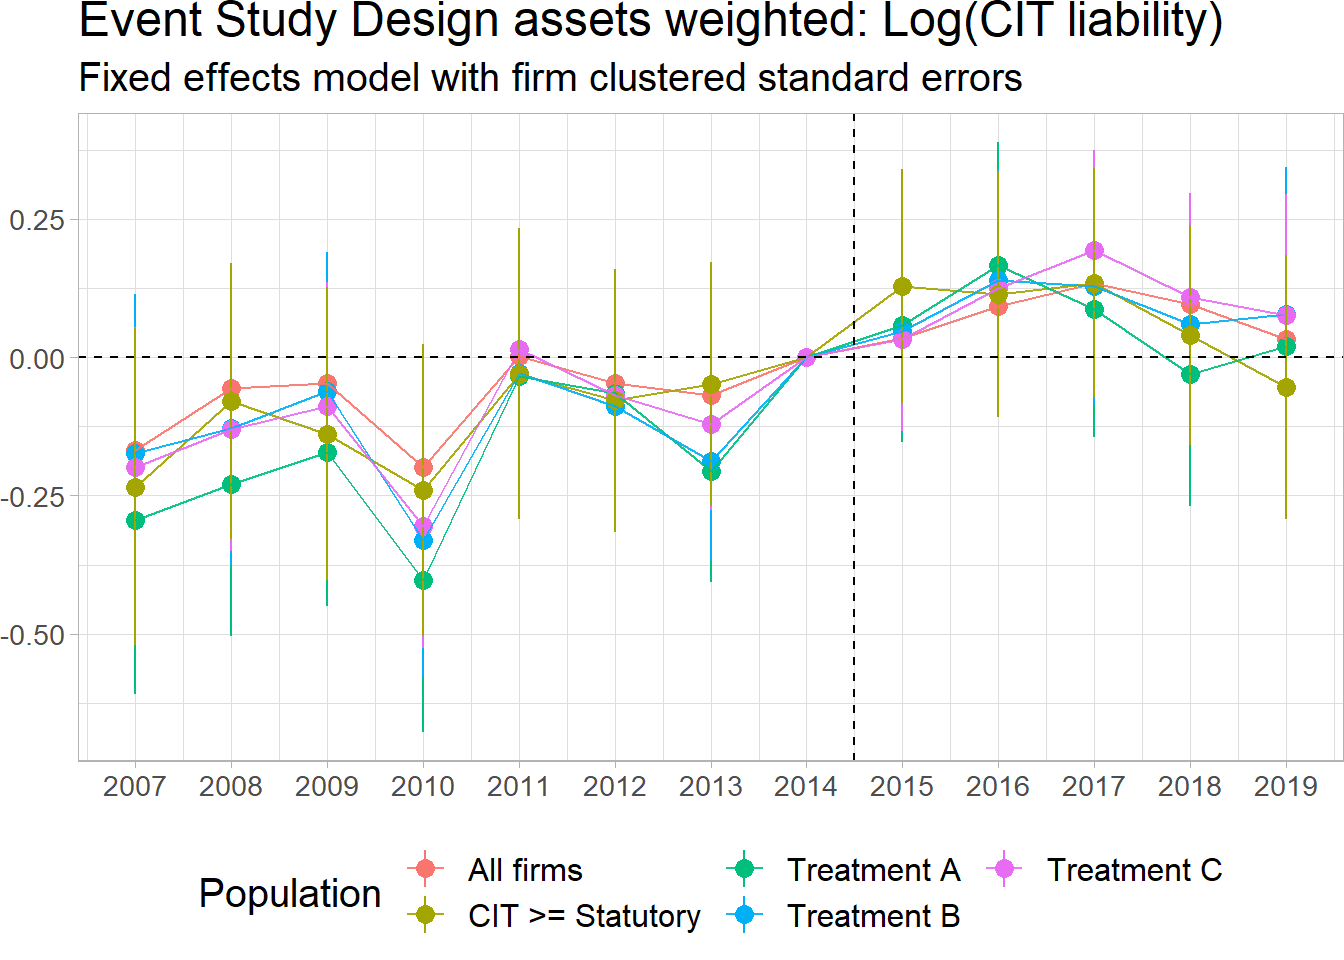 Event Study Design assets weighted: Log(CIT liability)
Fixed effects model with firm clustered standard errors
0.25
0.00
-0.25
-0.50
2007 2008 2009 2010 2011 2012 2013 2014 2015 2016 2017 2018 2019
Population
All firms
Treatment A
Treatment C
CIT >= Statutory
Treatment B